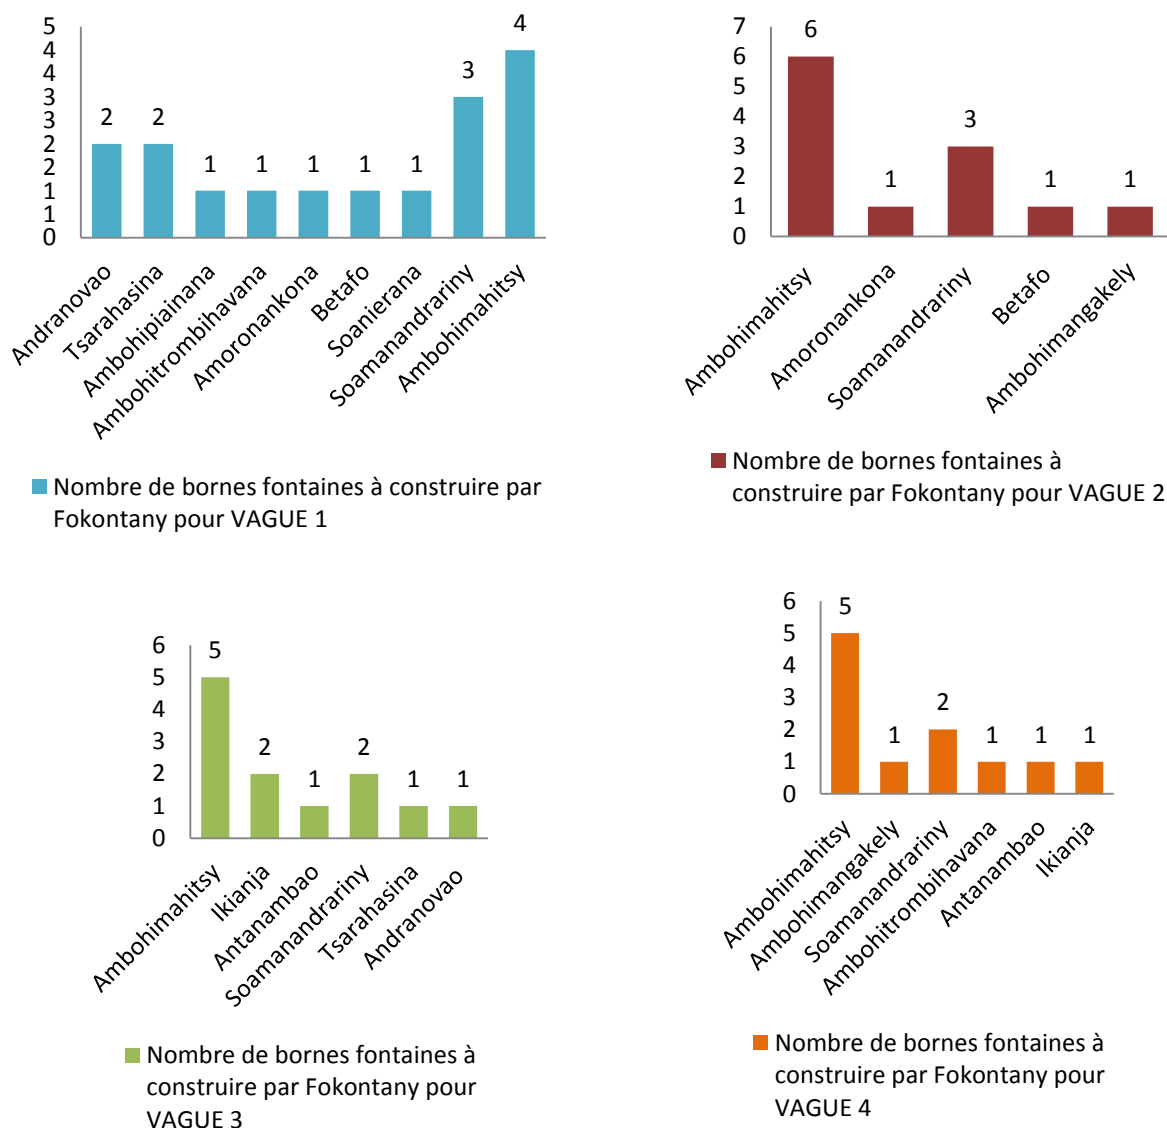 5
4
4
3
3
2
2
1
1
0
2
2
1
1
1
1
1
3
4
Andranovao
Tsarahasina
Ambohipiainana
Ambohitrombihavana
Amoronankona
Betafo
Soanierana
Soamanandrariny
Ambohimahitsy
Nombre de bornes fontaines à construire par
Fokontany pour VAGUE 1
7
6
5
4
3
2
1
0
6
1
3
1
1
Ambohimahitsy
Amoronankona
Soamanandrariny
Betafo
Ambohimangakely
Nombre de bornes fontaines à
construire par Fokontany pour VAGUE 2
6
5
4
3
2
1
0
5
2
1
2
1
1
Ambohimahitsy
Ikianja
Antanambao
Soamanandrariny
Tsarahasina
Andranovao
Nombre de bornes fontaines à
construire par Fokontany pour
VAGUE 3
6
5
4
3
2
1
0
5
1
2
1
1
1
Ambohimahitsy
Ambohimangakely
Soamanandrariny
Ambohitrombihavana
Antanambao
Ikianja
Nombre de bornes fontaines à
construire par Fokontany pour
VAGUE 4